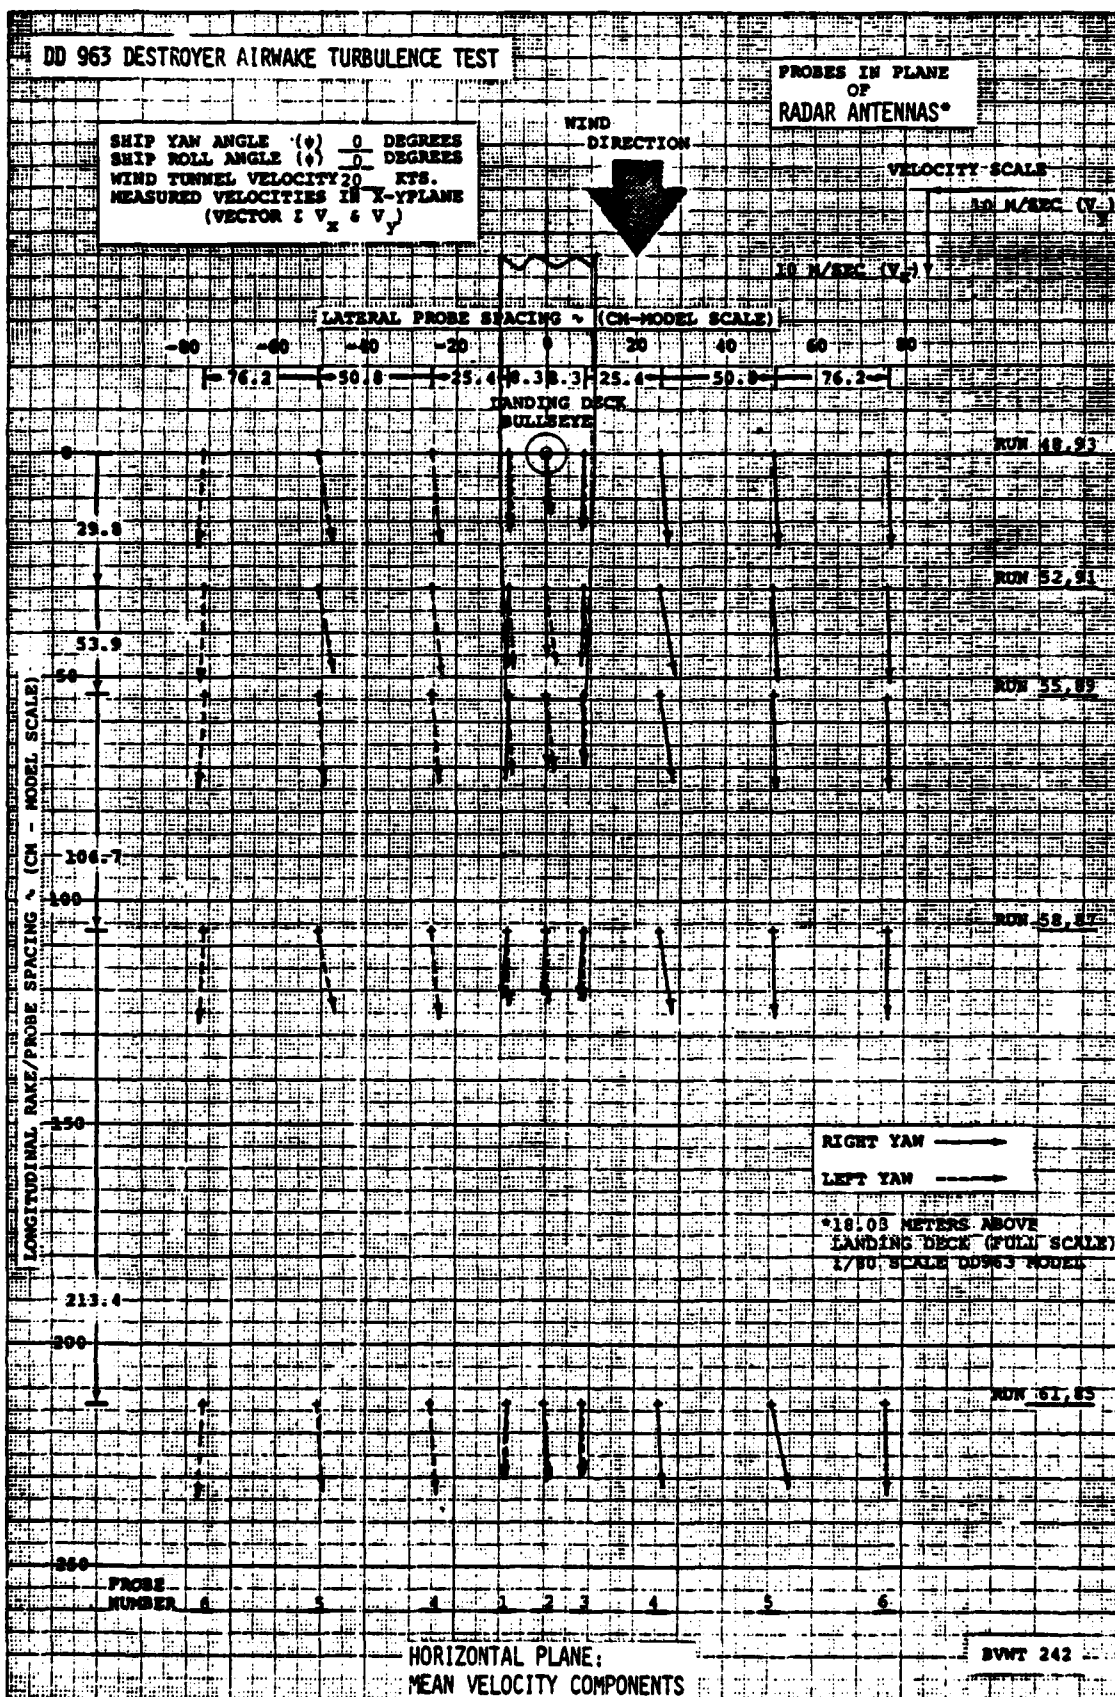 DD 963 DESTROYER AIRWAKE TURBULENCE TEST
PROBES IN PLANE
OF
RADAR ANTENNAS*
SHIP YAW ANGLE (ϕ) 0 DEGREES
SHIP ROLL ANGLE (ϕ) 0 DEGREES
WIND TUNNEL VELOCITY 20 KTS.
MEASURED VELOCITIES IN X-YPLANE
(VECTOR Σ Vx & Vy)
WIND
DIRECTION
VELOCITY SCALE
10 M/SEC (Vy)
10 M/SEC (Vx)
LATERAL PROBE SPACING ~ (CM-MODEL SCALE)
-80 -60 -40 -20 0 20 40 60 80
76.2 50.8 25.4 8.3 8.3 25.4 50.8 76.2
LANDING DECK
BULLSEYE
0
RUN 48,93
29.8
RUN 52,91
53.9
50
RUN 55,89
106.7
100
RUN 58,87
150
LONGITUDINAL RAKE/PROBE SPACING ~ (CM - MODEL SCALE)
RIGHT YAW
LEFT YAW
*18.03 METERS ABOVE
LANDING DECK (FULL SCALE)
1/80 SCALE DD963 MODEL
213.4
200
RUN 61,85
250
PROBE
NUMBER 6 5 4 1 2 3 4 5 6
HORIZONTAL PLANE:
MEAN VELOCITY COMPONENTS
BVWT 242